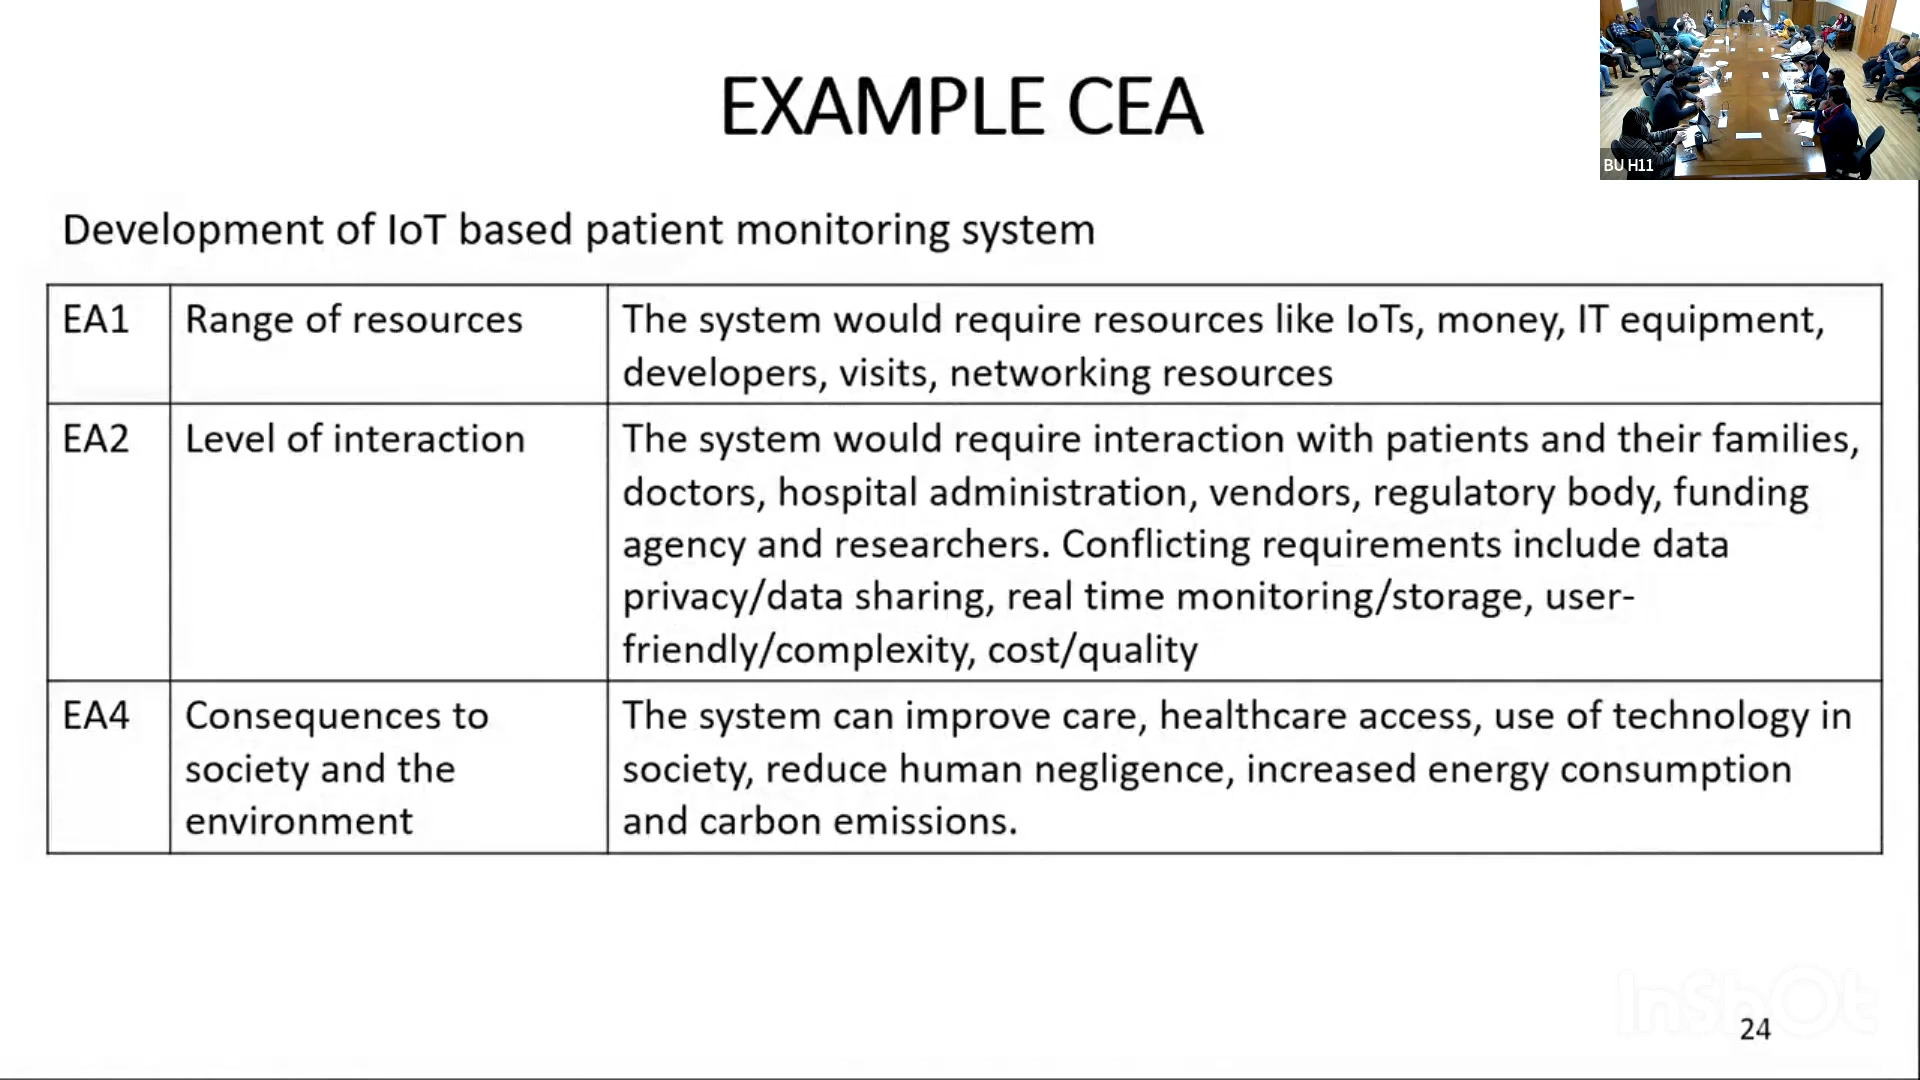 EXAMPLE CEA
BU H11
Development of IoT based patient monitoring system
EA1 Range of resources The system would require resources like IoTs, money, IT equipment,
developers, visits, networking resources
EA2 Level of interaction The system would require interaction with patients and their families,
doctors, hospital administration, vendors, regulatory body, funding
agency and researchers. Conflicting requirements include data
privacy/data sharing, real time monitoring/storage, user-
friendly/complexity, cost/quality
EA4 Consequences to The system can improve care, healthcare access, use of technology in
society and the society, reduce human negligence, increased energy consumption
environment and carbon emissions.
InShOt
24